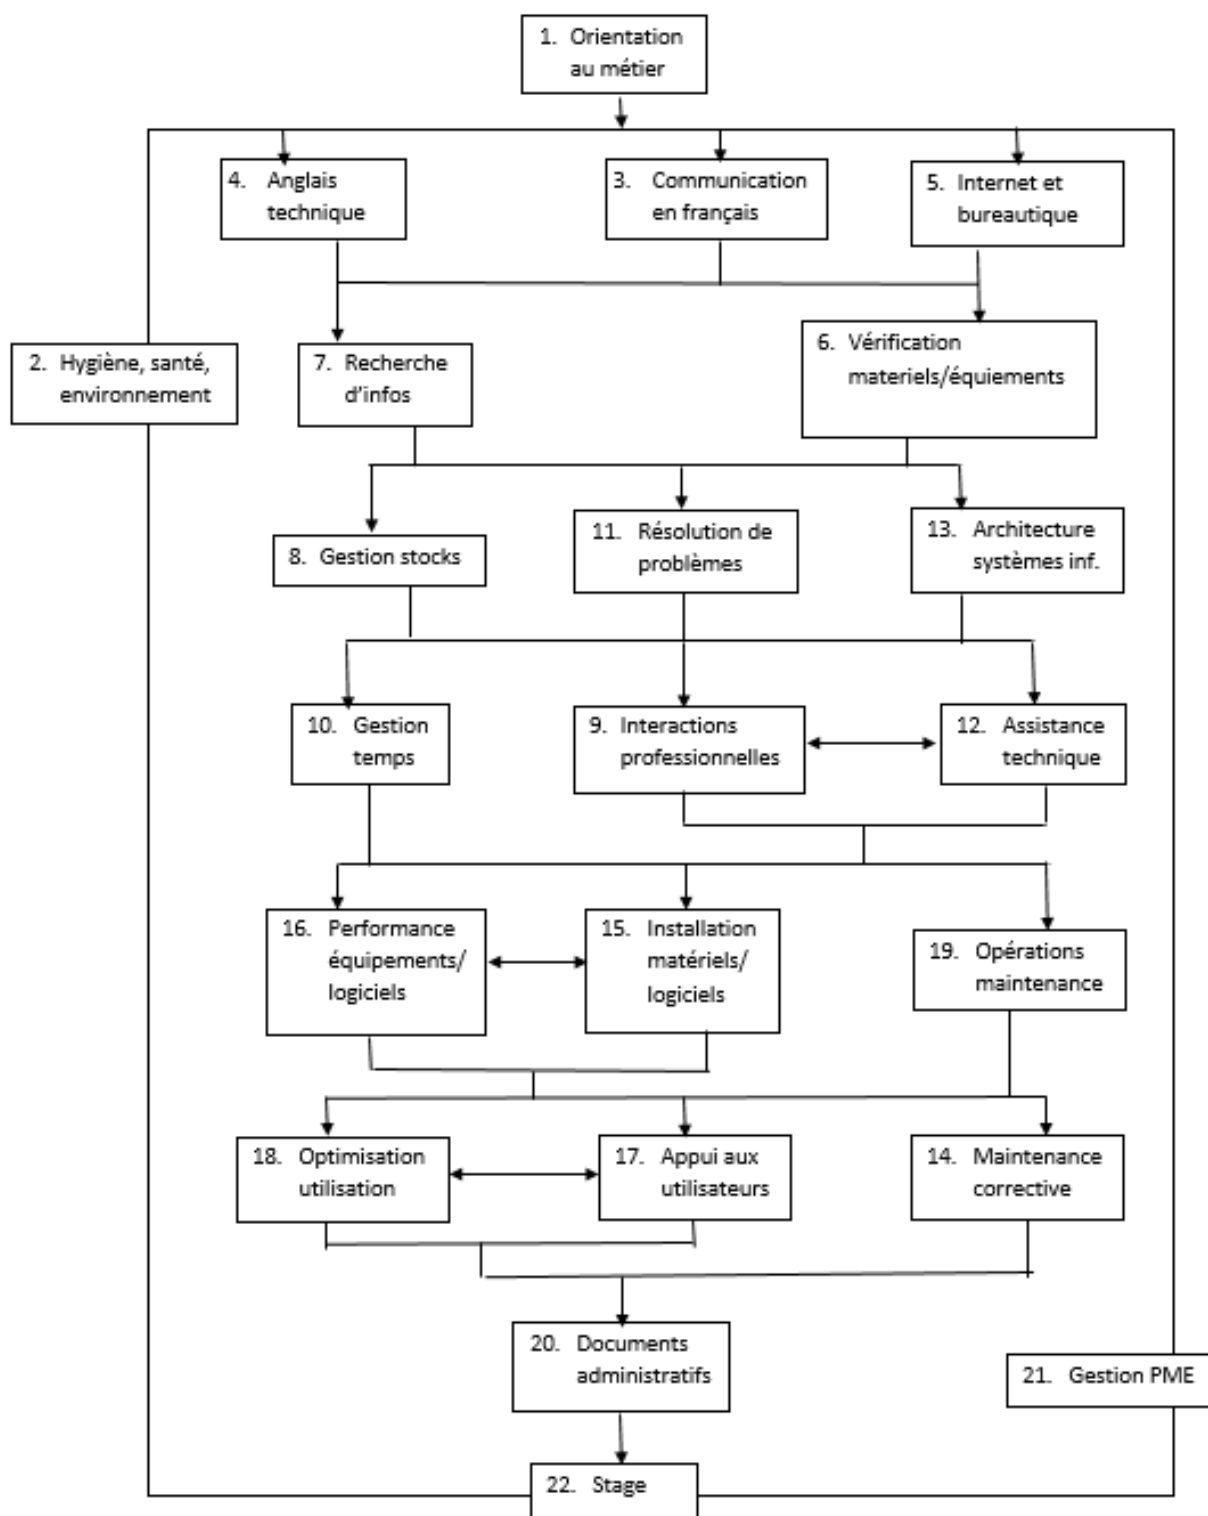 1. Orientation
au métier
4. Anglais
technique
3. Communication
en français
5. Internet et
bureautique
2. Hygiène, santé,
environnement
7. Recherche
d'infos
6. Vérification
materiels/équiements
8. Gestion stocks
11. Résolution de
problèmes
13. Architecture
systèmes inf.
10. Gestion
temps
9. Interactions
professionnelles
12. Assistance
technique
16. Performance
équipements/
logiciels
15. Installation
matériels/
logiciels
19. Opérations
maintenance
18. Optimisation
utilisation
17. Appui aux
utilisateurs
14. Maintenance
corrective
20. Documents
administratifs
21. Gestion PME
22. Stage